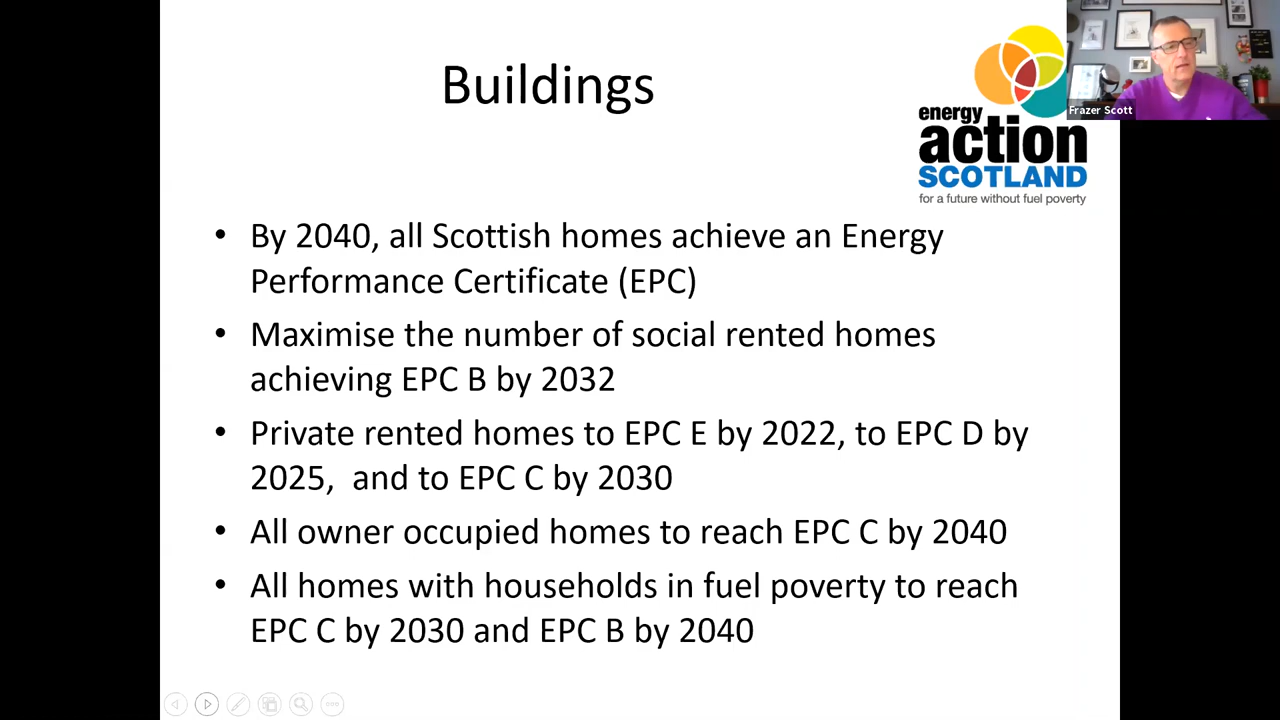 Buildings
energy
action
SCOTLAND
for a future without fuel poverty
Frazer Scott
• By 2040, all Scottish homes achieve an Energy
Performance Certificate (EPC)
• Maximise the number of social rented homes
achieving EPC B by 2032
• Private rented homes to EPC E by 2022, to EPC D by
2025,  and to EPC C by 2030
• All owner occupied homes to reach EPC C by 2040
• All homes with households in fuel poverty to reach
EPC C by 2030 and EPC B by 2040